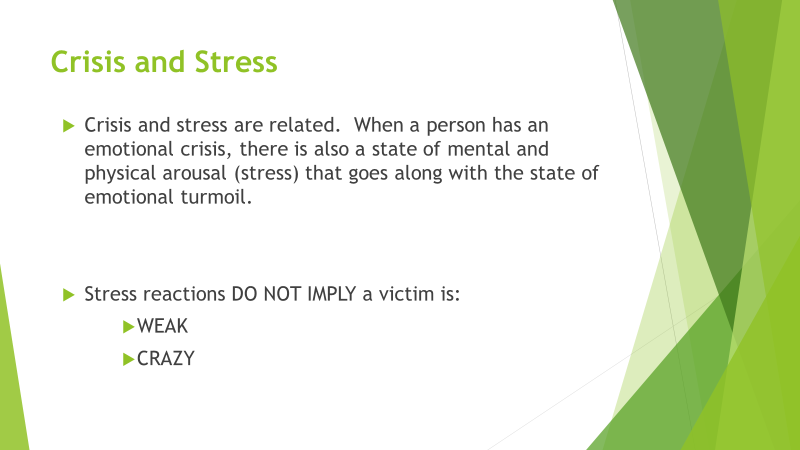 Crisis and Stress
Crisis and stress are related.  When a person has an
emotional crisis, there is also a state of mental and
physical arousal (stress) that goes along with the state of
emotional turmoil.
Stress reactions DO NOT IMPLY a victim is:
WEAK
CRAZY